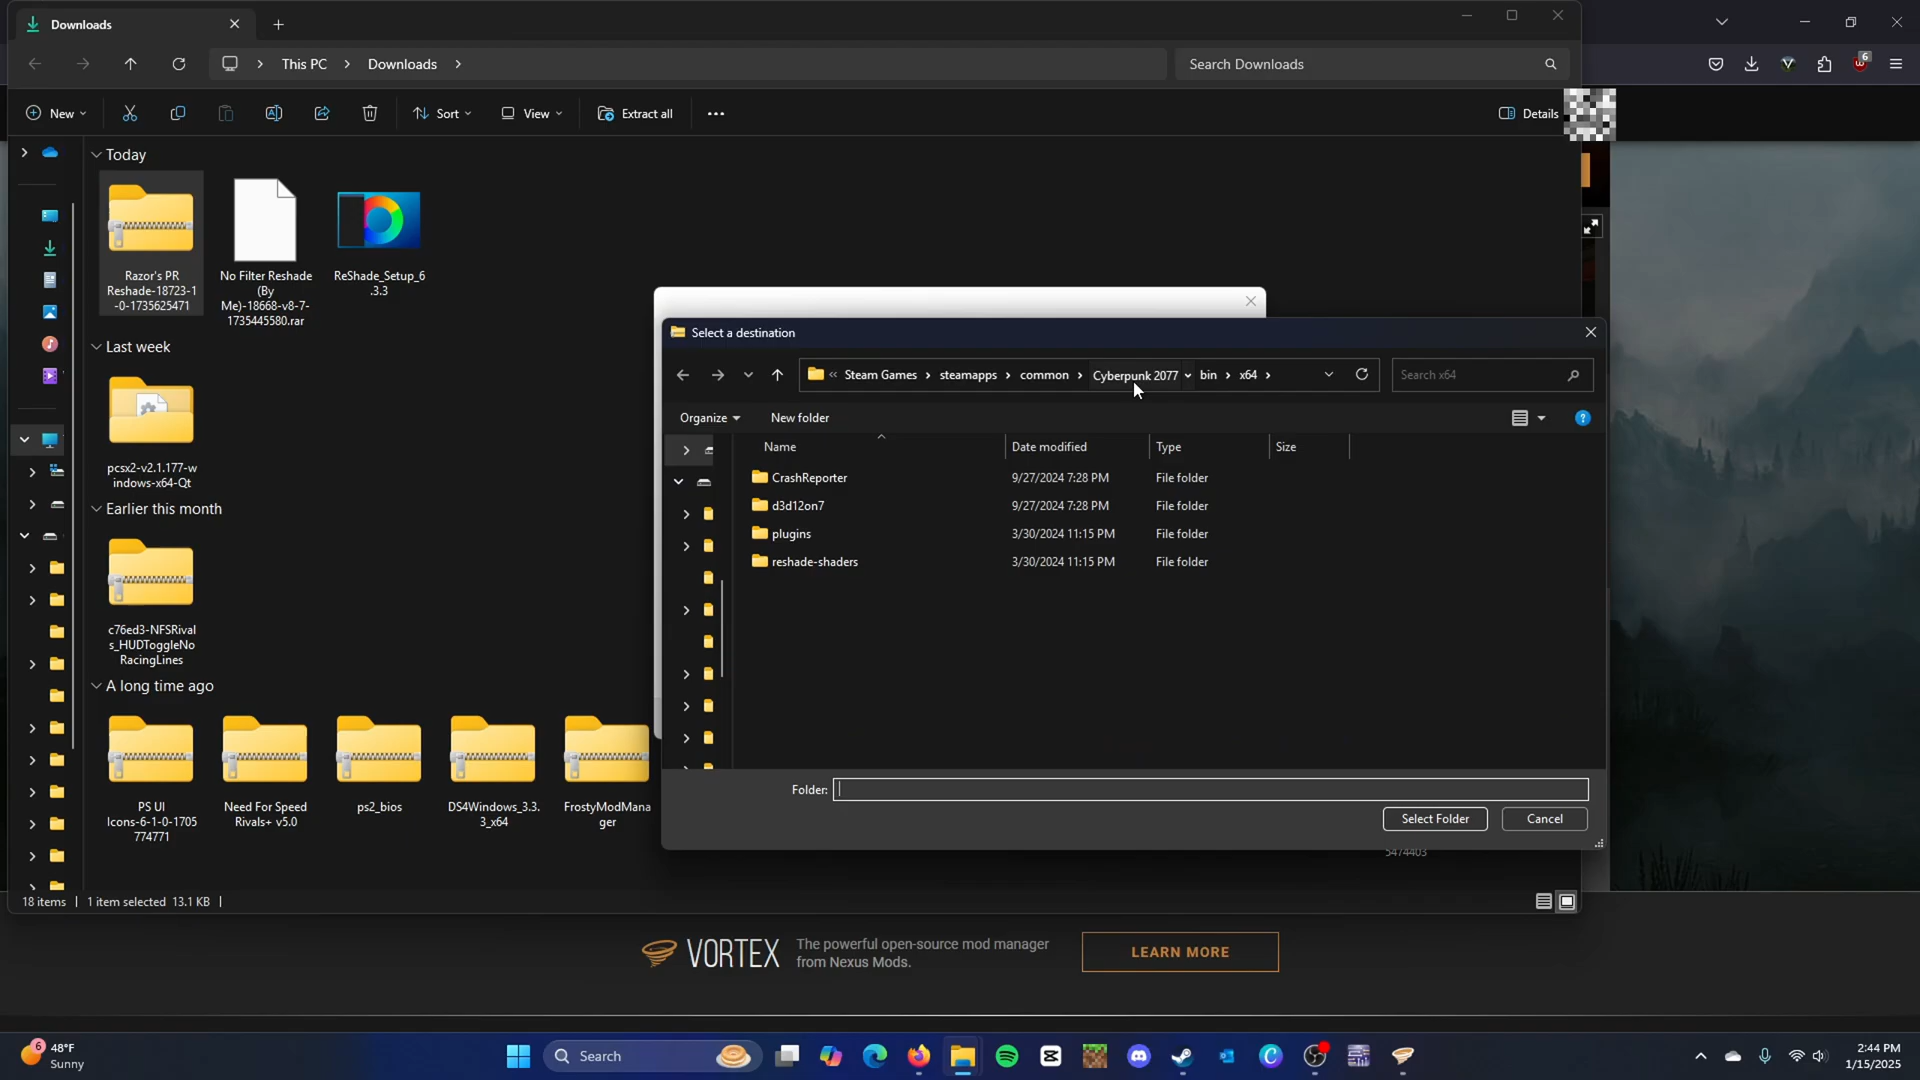 Downloads
This PC > Downloads >
Search Downloads
6
New
Sort
View
Extract all
Details
Today
Razor's PR
Reshade-18723-1
-0-1735625471
No Filter Reshade
(By
Me)-18668-v8-7-
1735445580.rar
ReShade_Setup_6
.3.3
Last week
pcsx2-v2.1.177-w
indows-x64-Qt
Earlier this month
c76ed3-NFSRival
s_HUDToggleNo
RacingLines
A long time ago
PS UI
Icons-6-1-0-1705
774771
Need For Speed
Rivals+ v5.0
ps2_bios
DS4Windows_3.3.
3_x64
FrostyModMana
ger
5474403
18 items | 1 item selected 13.1 KB |
Select a destination
« Steam Games > steamapps > common > Cyberpunk 2077 bin > x64 >
Search x64
Organize
New folder
Name Date modified Type Size
CrashReporter 9/27/2024 7:28 PM File folder
d3d12on7 9/27/2024 7:28 PM File folder
plugins 3/30/2024 11:15 PM File folder
reshade-shaders 3/30/2024 11:15 PM File folder
Folder:
Select Folder
Cancel
VORTEX
The powerful open-source mod manager
from Nexus Mods.
LEARN MORE
6
48°F
Sunny
Search
2:44 PM
1/15/2025